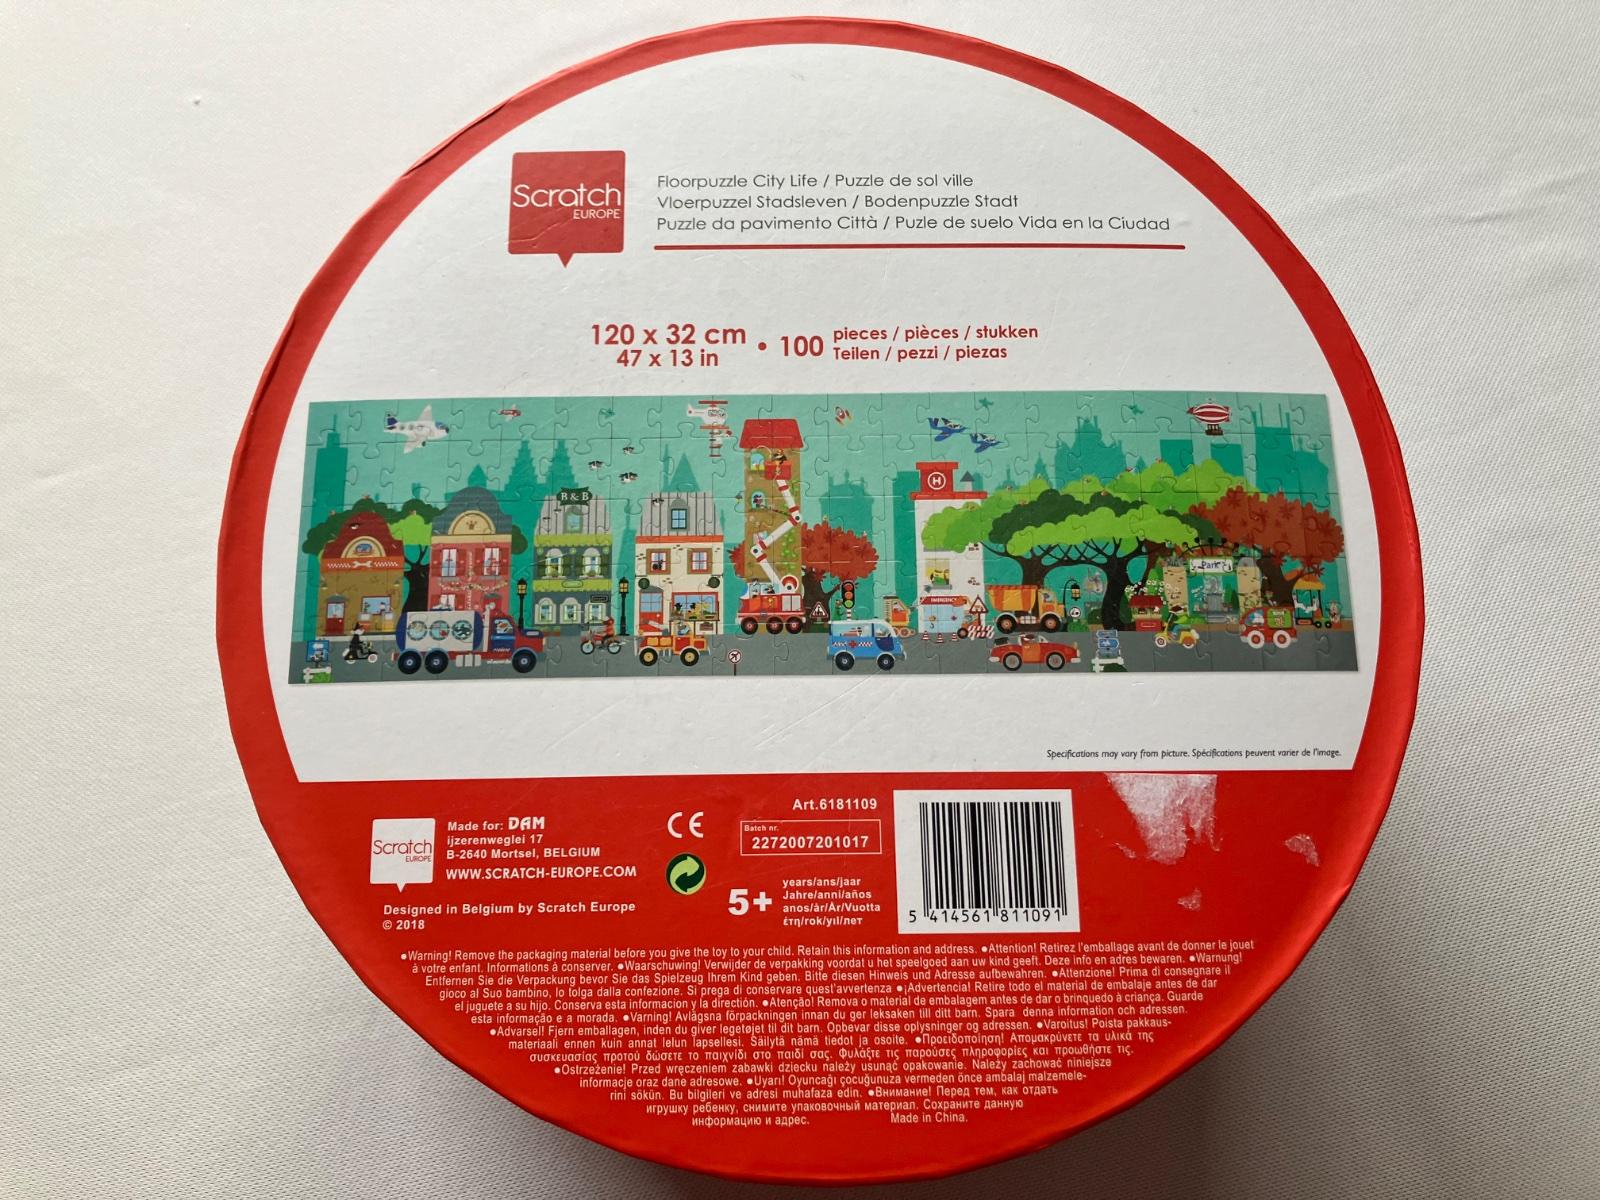 Scratch
EUROPE
Floorpuzzle City Life / Puzzle de sol ville
Vloerpuzzel Stadsleven / Bodenpuzzle Stadt
Puzzle da pavimento Città / Puzle de suelo Vida en la Ciudad
120 x 32 cm
47 x 13 in
• 100
pieces / pièces / stukken
Teilen / pezzi / piezas
B & B
H
EMERGENCY
Park
Specifications may vary from picture. Spécifications peuvent varier de l'image.
Scratch
EUROPE
Made for: DAM
ijzerenweglei 17
B-2640 Mortsel, BELGIUM
WWW.SCRATCH-EUROPE.COM
Designed in Belgium by Scratch Europe
© 2018
CE
Art.6181109
Batch nr.
2272007201017
5+
years/ans/jaar
Jahre/anni/años
anos/år/År/Vuotta
έτη/rok/yıl/лет
5 414561 811091
•Warning! Remove the packaging material before you give the toy to your child. Retain this information and address. •Attention! Retirez l'emballage avant de donner le jouet
à votre enfant. Informations à conserver. •Waarschuwing! Verwijder de verpakking voordat u het speelgoed aan uw kind geeft. Deze info en adres bewaren. •Warnung!
Entfernen Sie die Verpackung bevor Sie das Spielzeug Ihrem Kind geben. Bitte diesen Hinweis und Adresse aufbewahren. •Attenzione! Prima di consegnare il
gioco al Suo bambino, lo tolga dalla confezione. Si prega di conservare quest'avvertenza •¡Advertencia! Retire todo el material de embalaje antes de dar
el juguete a su hijo. Conserva esta informacion y la dirección. •Atenção! Remova o material de embalagem antes de dar o brinquedo à criança. Guarde
esta informação e a morada. •Varning! Avlägsna förpackningen innan du ger leksaken till ditt barn. Spara denna information och adressen.
•Advarsel! Fjern emballagen, inden du giver legetøjet til dit barn. Opbevar disse oplysninger og adressen. •Varoitus! Poista pakkaus-
materiaali ennen kuin annat lelun lapsellesi. Säilytä nämä tiedot ja osoite. •Προειδοποίηση! Απομακρύνετε τα υλικά της
συσκευασίας προτού δώσετε το παιχνίδι στο παιδί σας. Φυλάξτε τις παρούσες πληροφορίες και προωθήστε τις.
•Ostrzeżenie! Przed wręczeniem zabawki dziecku należy usunąć opakowanie. Należy zachować niniejsze
informacje oraz dane adresowe. •Uyarı! Oyuncağı çocuğunuza vermeden önce ambalaj malzemele-
rini sökün. Bu bilgileri ve adresi muhafaza edin. •Внимание! Перед тем, как отдать
игрушку ребенку, снимите упаковочный материал. Сохраните данную
информацию и адрес. Made in China.